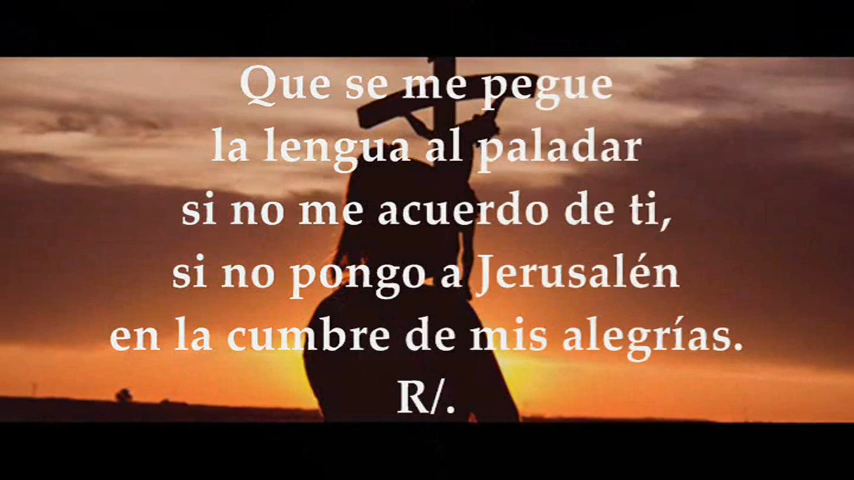 Que se me pegue
la lengua al paladar
si no me acuerdo de ti,
si no pongo a Jerusalén
en la cumbre de mis alegrías.
R/.